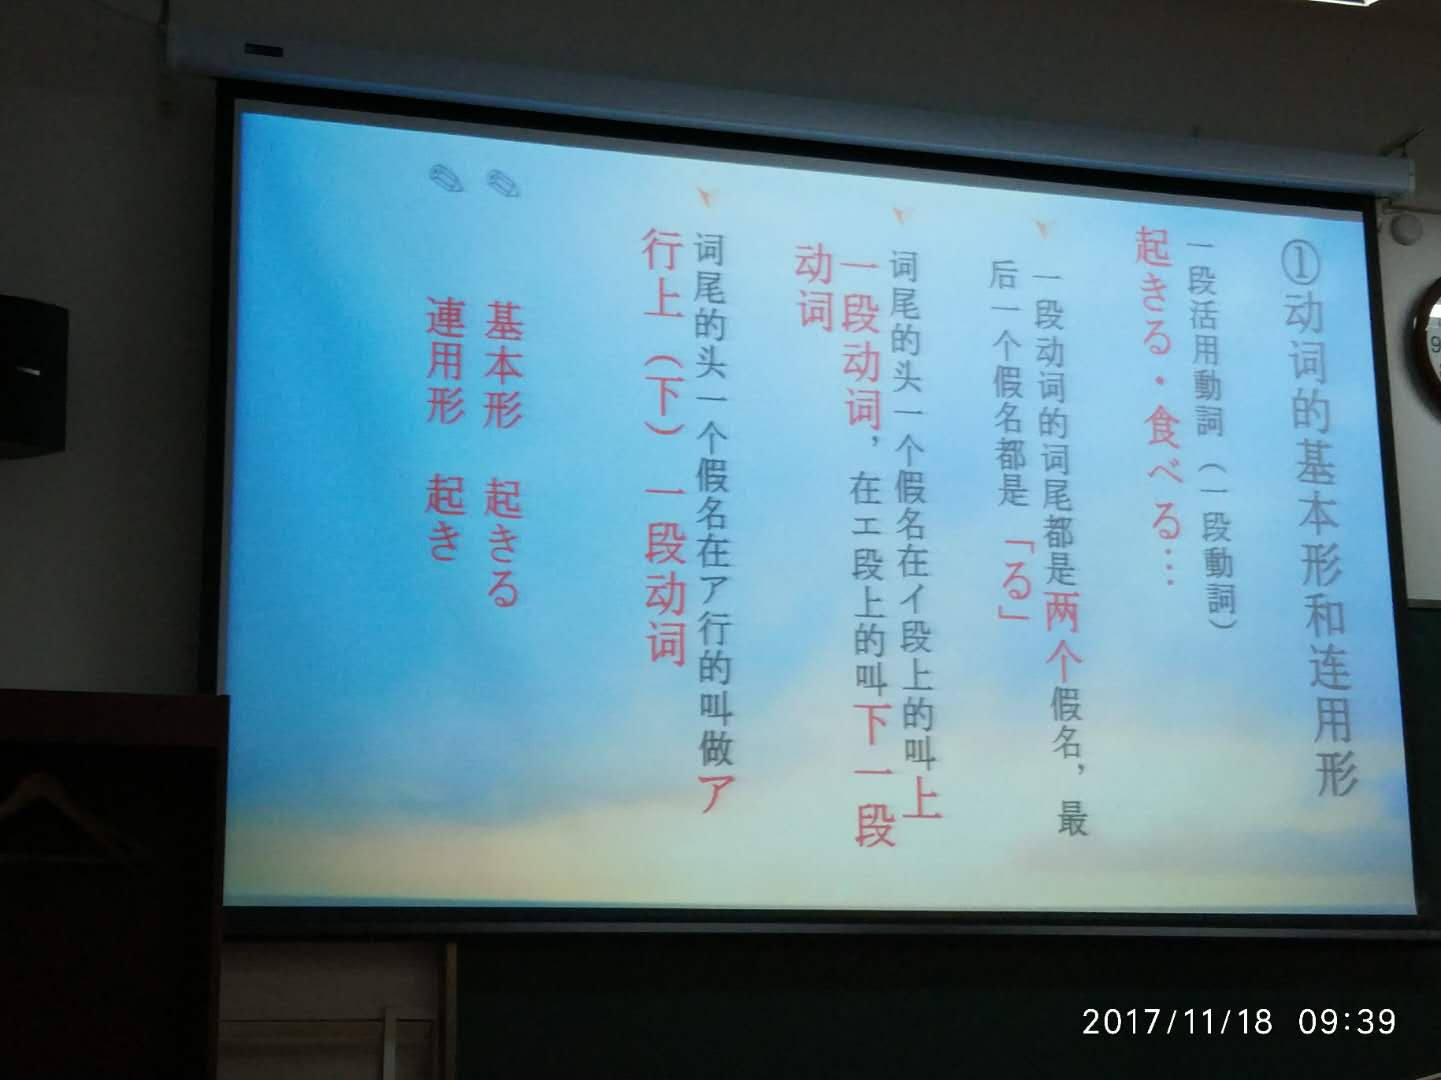 ①动词的基本形和连用形
一段活用動詞（一段動詞）
起きる・食べる…
一段动词的词尾都是两个假名，最
后一个假名都是「る」
词尾的头一个假名在イ段上的叫上
一段动词，在エ段上的叫下一段
动词
词尾的头一个假名在ア行的叫做ア
行上（下）一段动词
基本形　起きる
連用形　起き
9
2017/11/18 09:39